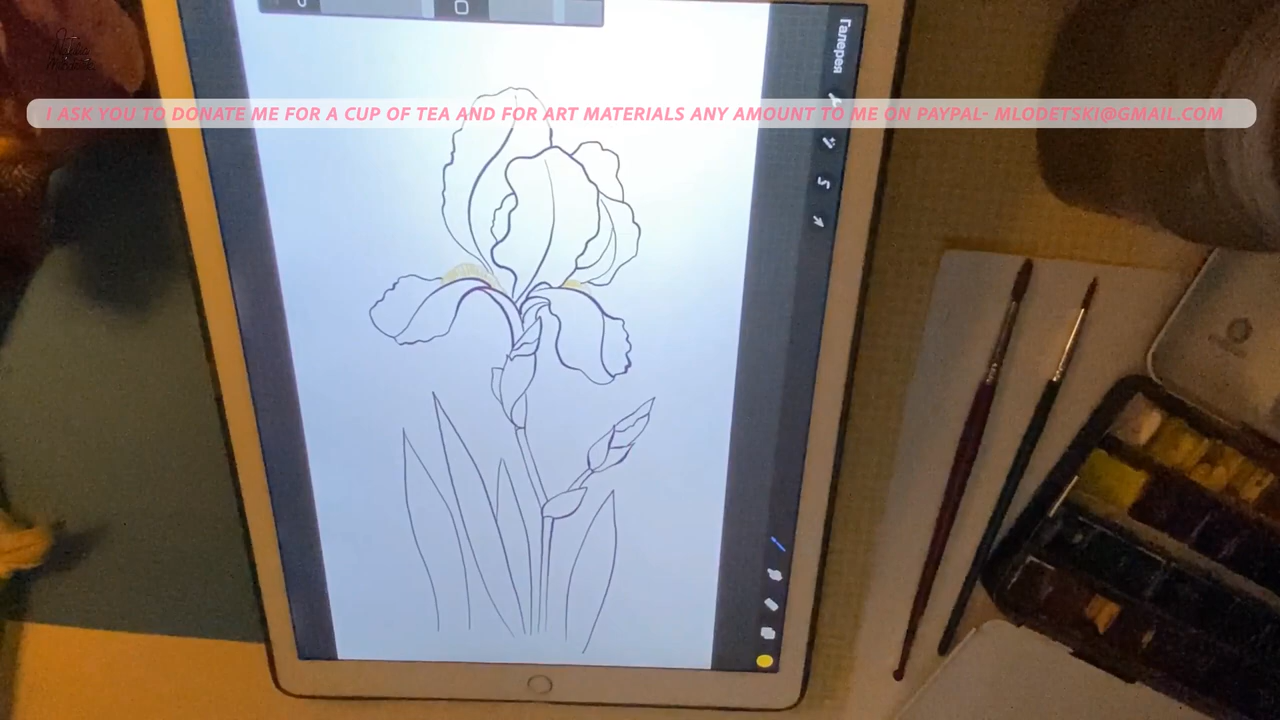 I ASK YOU TO DONATE ME FOR A CUP OF TEA AND FOR ART MATERIALS ANY AMOUNT TO ME ON PAYPAL- MLODETSKI@GMAIL.COM
Галерея